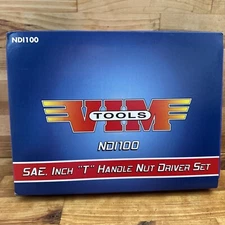 NDI100
VIM
TOOLS
NDI100
SAE, INCH "T" HANDLE NUT DRIVER SET